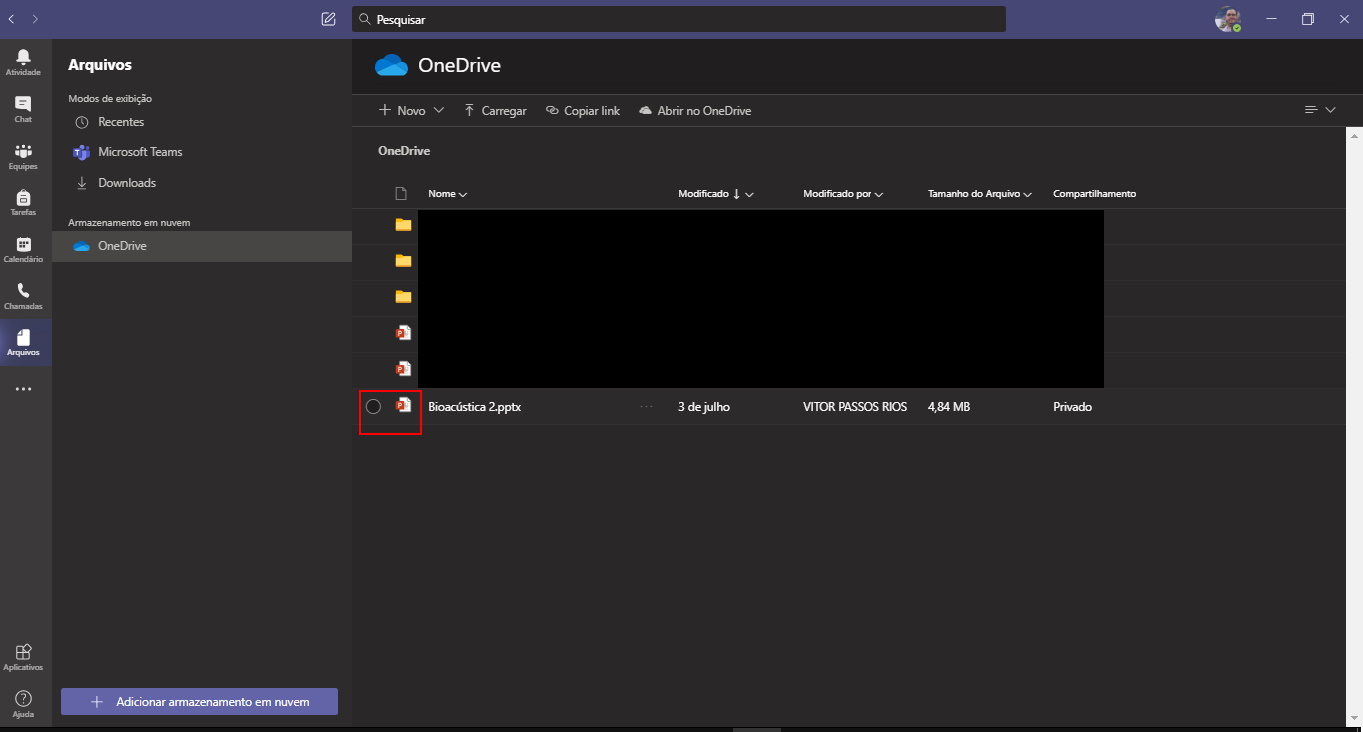 Pesquisar
Atividade
Chat
Equipes
Tarefas
Calendário
Chamadas
Arquivos
Aplicativos
Ajuda
Arquivos
Modos de exibição
Recentes
Microsoft Teams
Downloads
Armazenamento em nuvem
OneDrive
Adicionar armazenamento em nuvem
OneDrive
Novo Carregar Copiar link Abrir no OneDrive
OneDrive
Nome Modificado Modificado por Tamanho do Arquivo Compartilhamento
Bioacústica 2.pptx ... 3 de julho VITOR PASSOS RIOS 4,84 MB Privado